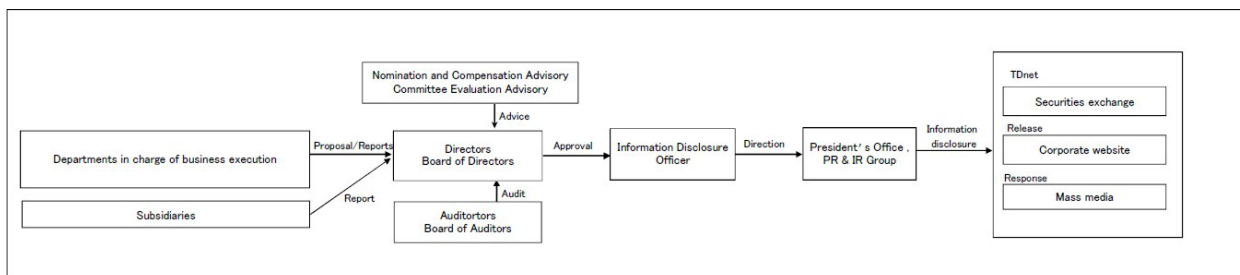 Nomination and Compensation Advisory
Committee Evaluation Advisory
Advice
Departments in charge of business execution
Proposal/Reports
Directors
Board of Directors
Approval
Information Disclosure
Officer
Direction
President's Office ,
PR & IR Group
Information
disclosure
TDnet
Securities exchange
Release
Corporate website
Response
Mass media
Subsidiaries
Report
Audit
Auditortors
Board of Auditors